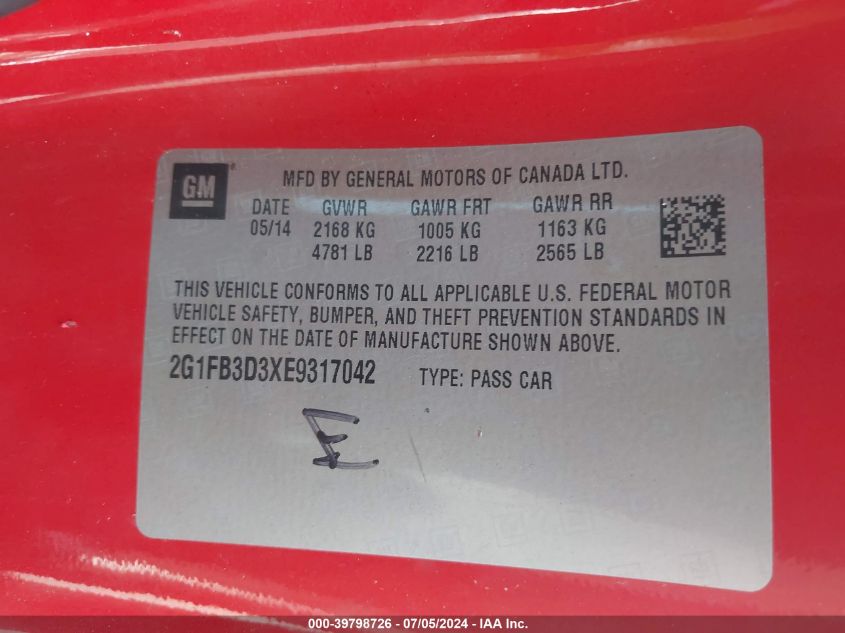 GM
MFD BY GENERAL MOTORS OF CANADA LTD.
DATE GVWR GAWR FRT GAWR RR
05/14 2168 KG 1005 KG 1163 KG
4781 LB 2216 LB 2565 LB
THIS VEHICLE CONFORMS TO ALL APPLICABLE U.S. FEDERAL MOTOR
VEHICLE SAFETY, BUMPER, AND THEFT PREVENTION STANDARDS IN
EFFECT ON THE DATE OF MANUFACTURE SHOWN ABOVE.
2G1FB3D3XE9317042 TYPE: PASS CAR
E
000-39798726 - 07/05/2024 - IAA Inc.